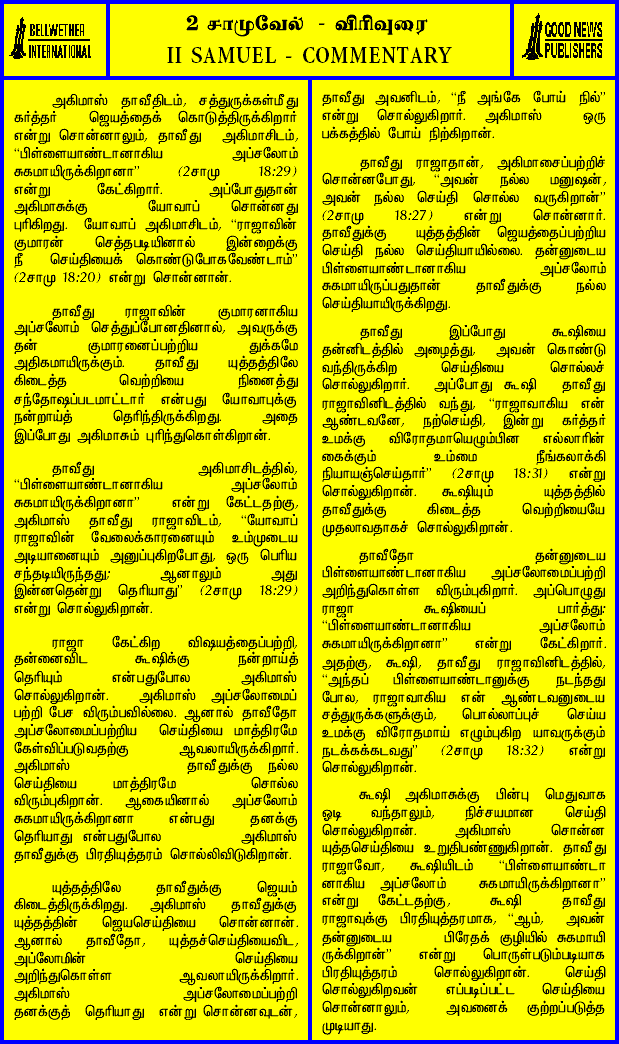 BELLWETHER
INTERNATIONAL
2 சாமுவேல் - விரிவுரை
II SAMUEL - COMMENTARY
GOOD NEWS
PUBLISHERS
அகிமாஸ் தாவீதிடம், சத்துருக்கள்மீது
கர்த்தர் ஜெயத்தைக் கொடுத்திருக்கிறார்
என்று சொன்னாலும், தாவீது அகிமாசிடம்,
“பிள்ளையாண்டானாகிய அப்சலோம்
சுகமாயிருக்கிறானா” (2சாமு 18:29)
என்று கேட்கிறார். அப்போதுதான்
அகிமாசுக்கு யோவாப் சொன்னது
புரிகிறது. யோவாப் அகிமாசிடம், “ராஜாவின்
குமாரன் செத்தபடியினால் இன்றைக்கு
நீ செய்தியைக் கொண்டுபோகவேண்டாம்”
(2சாமு 18:20) என்று சொன்னான்.
தாவீது ராஜாவின் குமாரனாகிய
அப்சலோம் செத்துப்போனதினால், அவருக்கு
தன் குமாரனைப்பற்றிய துக்கமே
அதிகமாயிருக்கும். தாவீது யுத்தத்திலே
கிடைத்த வெற்றியை நினைத்து
சந்தோஷப்படமாட்டார் என்பது யோவாபுக்கு
நன்றாய்த் தெரிந்திருக்கிறது. அதை
இப்போது அகிமாசும் புரிந்துகொள்கிறான்.
தாவீது அகிமாசிடத்தில்,
“பிள்ளையாண்டானாகிய அப்சலோம்
சுகமாயிருக்கிறானா” என்று கேட்டதற்கு,
அகிமாஸ் தாவீது ராஜாவிடம், “யோவாப்
ராஜாவின் வேலைக்காரனையும் உம்முடைய
அடியானையும் அனுப்புகிறபோது, ஒரு பெரிய
சந்தடியிருந்தது; ஆனாலும் அது
இன்னதென்று தெரியாது” (2சாமு 18:29)
என்று சொல்லுகிறான்.
ராஜா கேட்கிற விஷயத்தைப்பற்றி,
தன்னைவிட கூஷிக்கு நன்றாய்த்
தெரியும் என்பதுபோல அகிமாஸ்
சொல்லுகிறான். அகிமாஸ் அப்சலோமைப்
பற்றி பேச விரும்பவில்லை. ஆனால் தாவீதோ
அப்சலோமைப்பற்றிய செய்தியை மாத்திரமே
கேள்விப்படுவதற்கு ஆவலாயிருக்கிறார்.
அகிமாஸ் தாவீதுக்கு நல்ல
செய்தியை மாத்திரமே சொல்ல
விரும்புகிறான். ஆகையினால் அப்சலோம்
சுகமாயிருக்கிறானா என்பது தனக்கு
தெரியாது என்பதுபோல அகிமாஸ்
தாவீதுக்கு பிரதியுத்தரம் சொல்லிவிடுகிறான்.
யுத்தத்திலே தாவீதுக்கு ஜெயம்
கிடைத்திருக்கிறது. அகிமாஸ் தாவீதுக்கு
யுத்தத்தின் ஜெயசெய்தியை சொன்னான்.
ஆனால் தாவீதோ, யுத்தச்செய்தியைவிட,
அப்லோமின் செய்தியை
அறிந்துகொள்ள ஆவலாயிருக்கிறார்.
அகிமாஸ் அப்சலோமைப்பற்றி
தனக்குத் தெரியாது என்று சொன்னவுடன்,
தாவீது அவனிடம், “நீ அங்கே போய் நில்”
என்று சொல்லுகிறார். அகிமாஸ் ஒரு
பக்கத்தில் போய் நிற்கிறான்.
தாவீது ராஜாதான், அகிமாசைப்பற்றிச்
சொன்னபோது, “அவன் நல்ல மனுஷன்,
அவன் நல்ல செய்தி சொல்ல வருகிறான்”
(2சாமு 18:27) என்று சொன்னார்.
தாவீதுக்கு யுத்தத்தின் ஜெயத்தைப்பற்றிய
செய்தி நல்ல செய்தியாயில்லை. தன்னுடைய
பிள்ளையாண்டானாகிய அப்சலோம்
சுகமாயிருப்பதுதான் தாவீதுக்கு நல்ல
செய்தியாயிருக்கிறது.
தாவீது இப்போது கூஷியை
தன்னிடத்தில் அழைத்து, அவன் கொண்டு
வந்திருக்கிற செய்தியை சொல்லச்
சொல்லுகிறார். அப்போது கூஷி தாவீது
ராஜாவினிடத்தில் வந்து, “ராஜாவாகிய என்
ஆண்டவனே, நற்செய்தி, இன்று கர்த்தர்
உமக்கு விரோதமாயெழும்பின எல்லாரின்
கைக்கும் உம்மை நீங்கலாக்கி
நியாயஞ்செய்தார்” (2சாமு 18:31) என்று
சொல்லுகிறான். கூஷியும் யுத்தத்தில்
தாவீதுக்கு கிடைத்த வெற்றியையே
முதலாவதாகச் சொல்லுகிறான்.
தாவீதோ தன்னுடைய
பிள்ளையாண்டானாகிய அப்சலோமைப்பற்றி
அறிந்துகொள்ள விரும்புகிறார். அப்பொழுது
ராஜா கூஷியைப் பார்த்து:
“பிள்ளையாண்டானாகிய அப்சலோம்
சுகமாயிருக்கிறானா” என்று கேட்கிறார்.
அதற்கு, கூஷி, தாவீது ராஜாவினிடத்தில்,
“அந்தப் பிள்ளையாண்டானுக்கு நடந்தது
போல, ராஜாவாகிய என் ஆண்டவனுடைய
சத்துருக்களுக்கும், பொல்லாப்புச் செய்ய
உமக்கு விரோதமாய் எழும்புகிற யாவருக்கும்
நடக்கக்கடவது” (2சாமு 18:32) என்று
சொல்லுகிறான்.
கூஷி அகிமாசுக்கு பின்பு மெதுவாக
ஓடி வந்தாலும், நிச்சயமான செய்தி
சொல்லுகிறான். அகிமாஸ் சொன்ன
யுத்தசெய்தியை உறுதிபண்ணுகிறான். தாவீது
ராஜாவோ, கூஷியிடம் “பிள்ளையாண்டா
னாகிய அப்சலோம் சுகமாயிருக்கிறானா”
என்று கேட்டதற்கு, கூஷி தாவீது
ராஜாவுக்கு பிரதியுத்தரமாக, “ஆம், அவன்
தன்னுடைய பிரேதக் குழியில் சுகமாயி
ருக்கிறான்” என்று பொருள்படும்படியாக
பிரதியுத்தரம் சொல்லுகிறான். செய்தி
சொல்லுகிறவன் எப்படிப்பட்ட செய்தியை
சொன்னாலும், அவனைக் குற்றப்படுத்த
முடியாது.